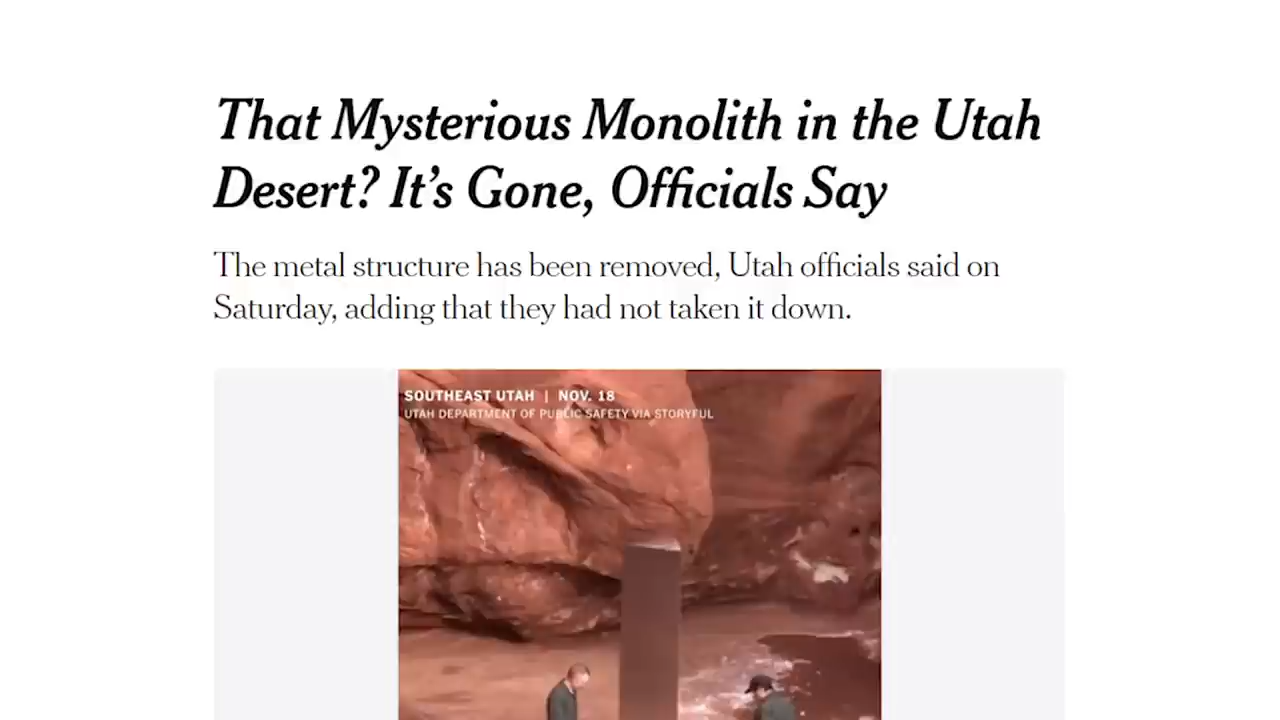 That Mysterious Monolith in the Utah
Desert? It’s Gone, Officials Say
The metal structure has been removed, Utah officials said on
Saturday, adding that they had not taken it down.
SOUTHEAST UTAH | NOV. 18
UTAH DEPARTMENT OF PUBLIC SAFETY VIA STORYFUL